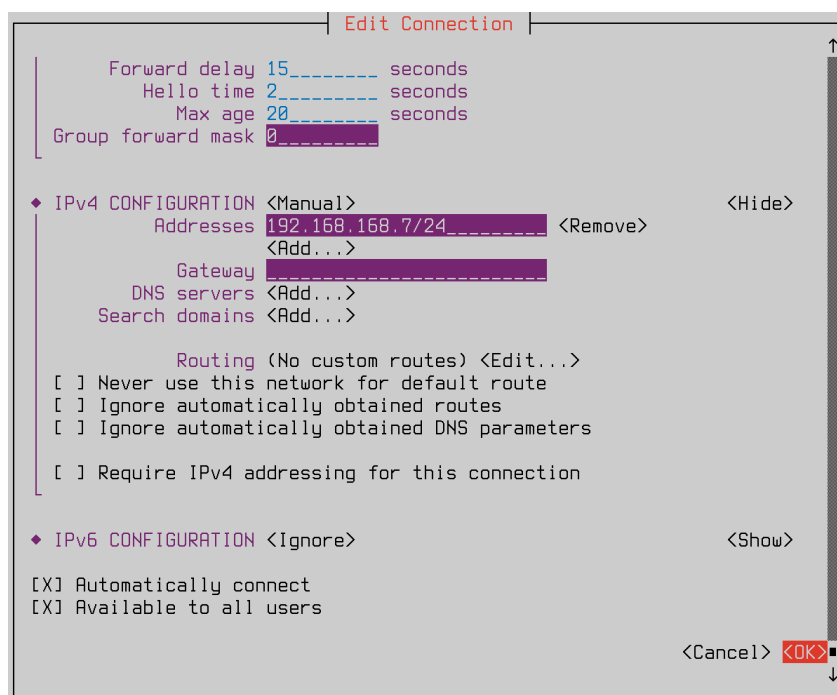 Edit Connection
Forward delay 15________ seconds
Hello time 2_________ seconds
Max age 20________ seconds
Group forward mask 0_________
◆ IPv4 CONFIGURATION <Manual> <Hide>
Addresses 192.168.168.7/24_________ <Remove>
<Add...>
Gateway _________________________
DNS servers <Add...>
Search domains <Add...>
Routing (No custom routes) <Edit...>
[ ] Never use this network for default route
[ ] Ignore automatically obtained routes
[ ] Ignore automatically obtained DNS parameters
[ ] Require IPv4 addressing for this connection
◆ IPv6 CONFIGURATION <Ignore> <Show>
[X] Automatically connect
[X] Available to all users
<Cancel> <OK>